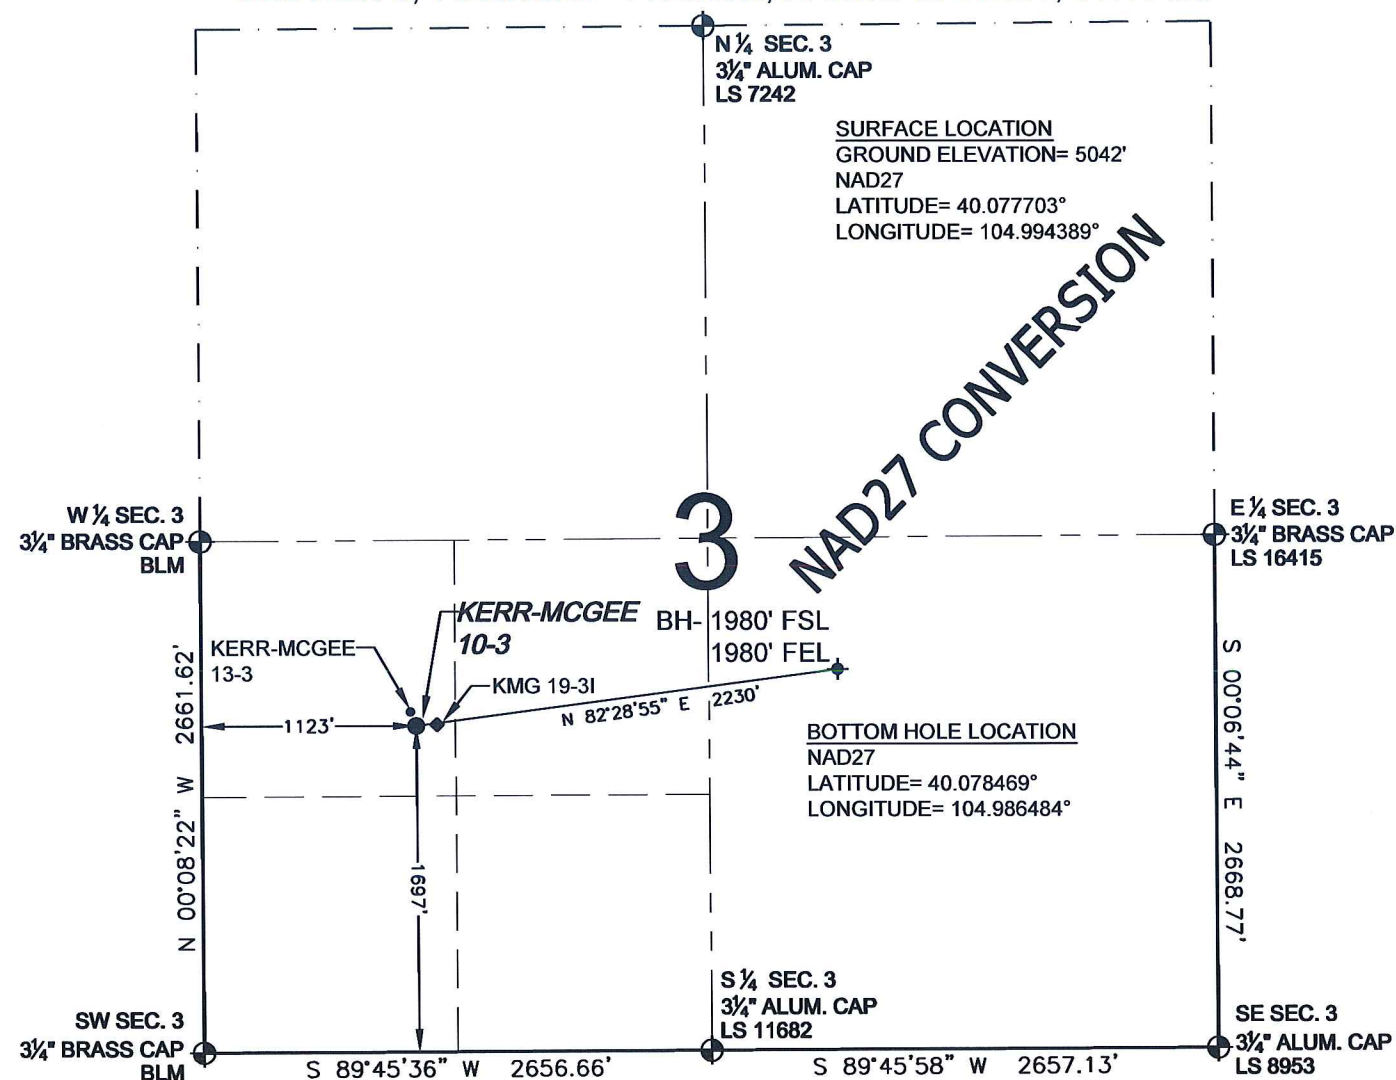 N ¼ SEC. 3
3¼" ALUM. CAP
LS 7242
SURFACE LOCATION
GROUND ELEVATION= 5042'
NAD27
LATITUDE= 40.077703°
LONGITUDE= 104.994389°
NAD27 CONVERSION
W ¼ SEC. 3
3¼" BRASS CAP
BLM
3
E ¼ SEC. 3
3¼" BRASS CAP
LS 16415
KERR-MCGEE
10-3
BH- 1980' FSL
1980' FEL
KERR-MCGEE
13-3
KMG 19-3I
N 82°28'55" E 2230'
1123'
1697'
N 00°08'22" W 2661.62'
S 00°06'44" E 2668.77'
BOTTOM HOLE LOCATION
NAD27
LATITUDE= 40.078469°
LONGITUDE= 104.986484°
SW SEC. 3
3¼" BRASS CAP
BLM
S ¼ SEC. 3
3¼" ALUM. CAP
LS 11682
SE SEC. 3
3¼" ALUM. CAP
LS 8953
S 89°45'36" W 2656.66'
S 89°45'58" W 2657.13'